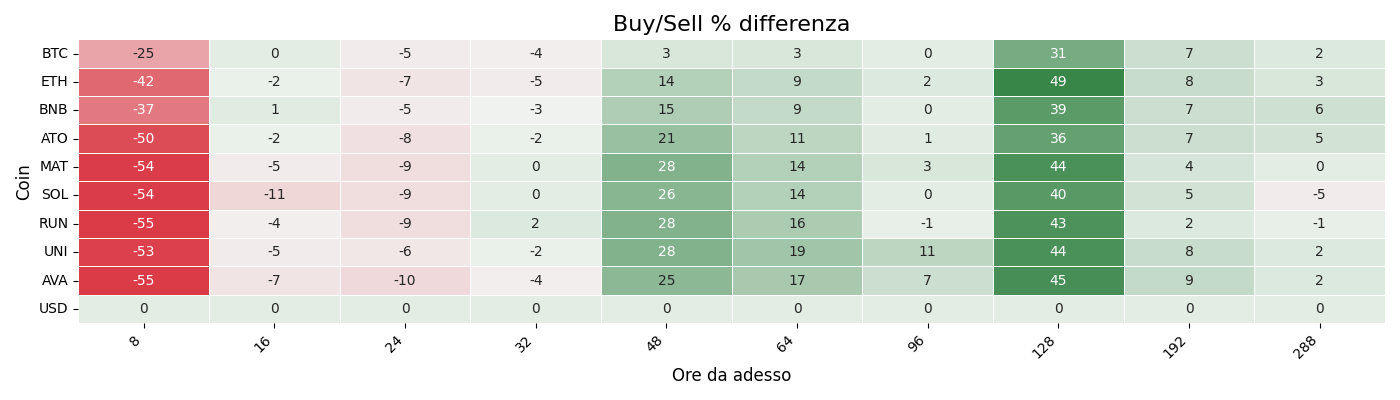 Buy/Sell % differenza
Coin
BTC -25 0 -5 -4 3 3 0 31 7 2
ETH -42 -2 -7 -5 14 9 2 49 8 3
BNB -37 1 -5 -3 15 9 0 39 7 6
ATO -50 -2 -8 -2 21 11 1 36 7 5
MAT -54 -5 -9 0 28 14 3 44 4 0
SOL -54 -11 -9 0 26 14 0 40 5 -5
RUN -55 -4 -9 2 28 16 -1 43 2 -1
UNI -53 -5 -6 -2 28 19 11 44 8 2
AVA -55 -7 -10 -4 25 17 7 45 9 2
USD 0 0 0 0 0 0 0 0 0 0
8 16 24 32 48 64 96 128 192 288
Ore da adesso